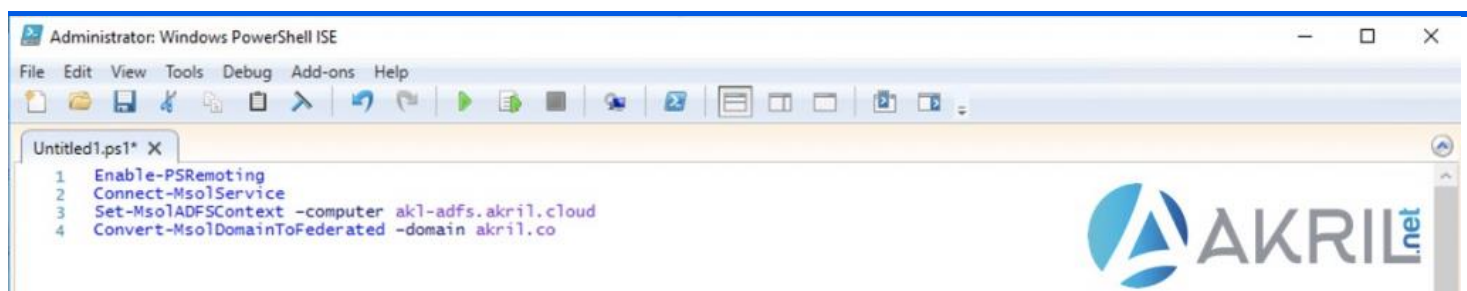 Administrator: Windows PowerShell ISE
File Edit View Tools Debug Add-ons Help
Untitled1.ps1* X
1 Enable-PSRemoting
2 Connect-MsolService
3 Set-MsolADFSContext -computer akl-adfs.akril.cloud
4 Convert-MsolDomainToFederated -domain akril.co
AKRIL.net